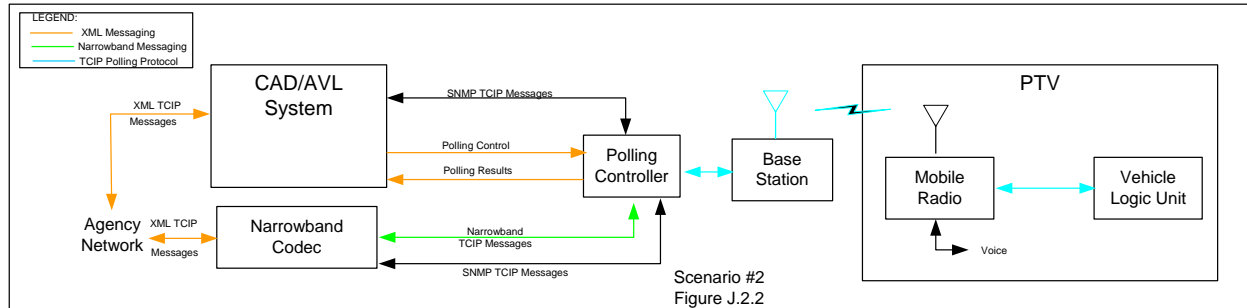 LEGEND:
XML Messaging
Narrowband Messaging
TCIP Polling Protocol
CAD/AVL
System
XML TCIP
Messages
SNMP TCIP Messages
Polling Control
Polling Results
Polling
Controller
Base
Station
PTV
Mobile
Radio
Vehicle
Logic Unit
Voice
Agency
Network
XML TCIP
Messages
Narrowband
Codec
Narrowband
TCIP Messages
SNMP TCIP Messages
Scenario #2
Figure J.2.2